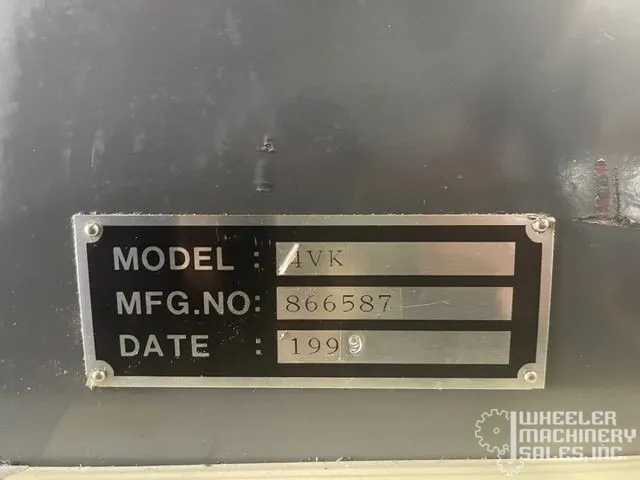 MODEL : 4VK
MFG.NO: 866587
DATE : 1999
WHEELER
MACHINERY
SALES, INC